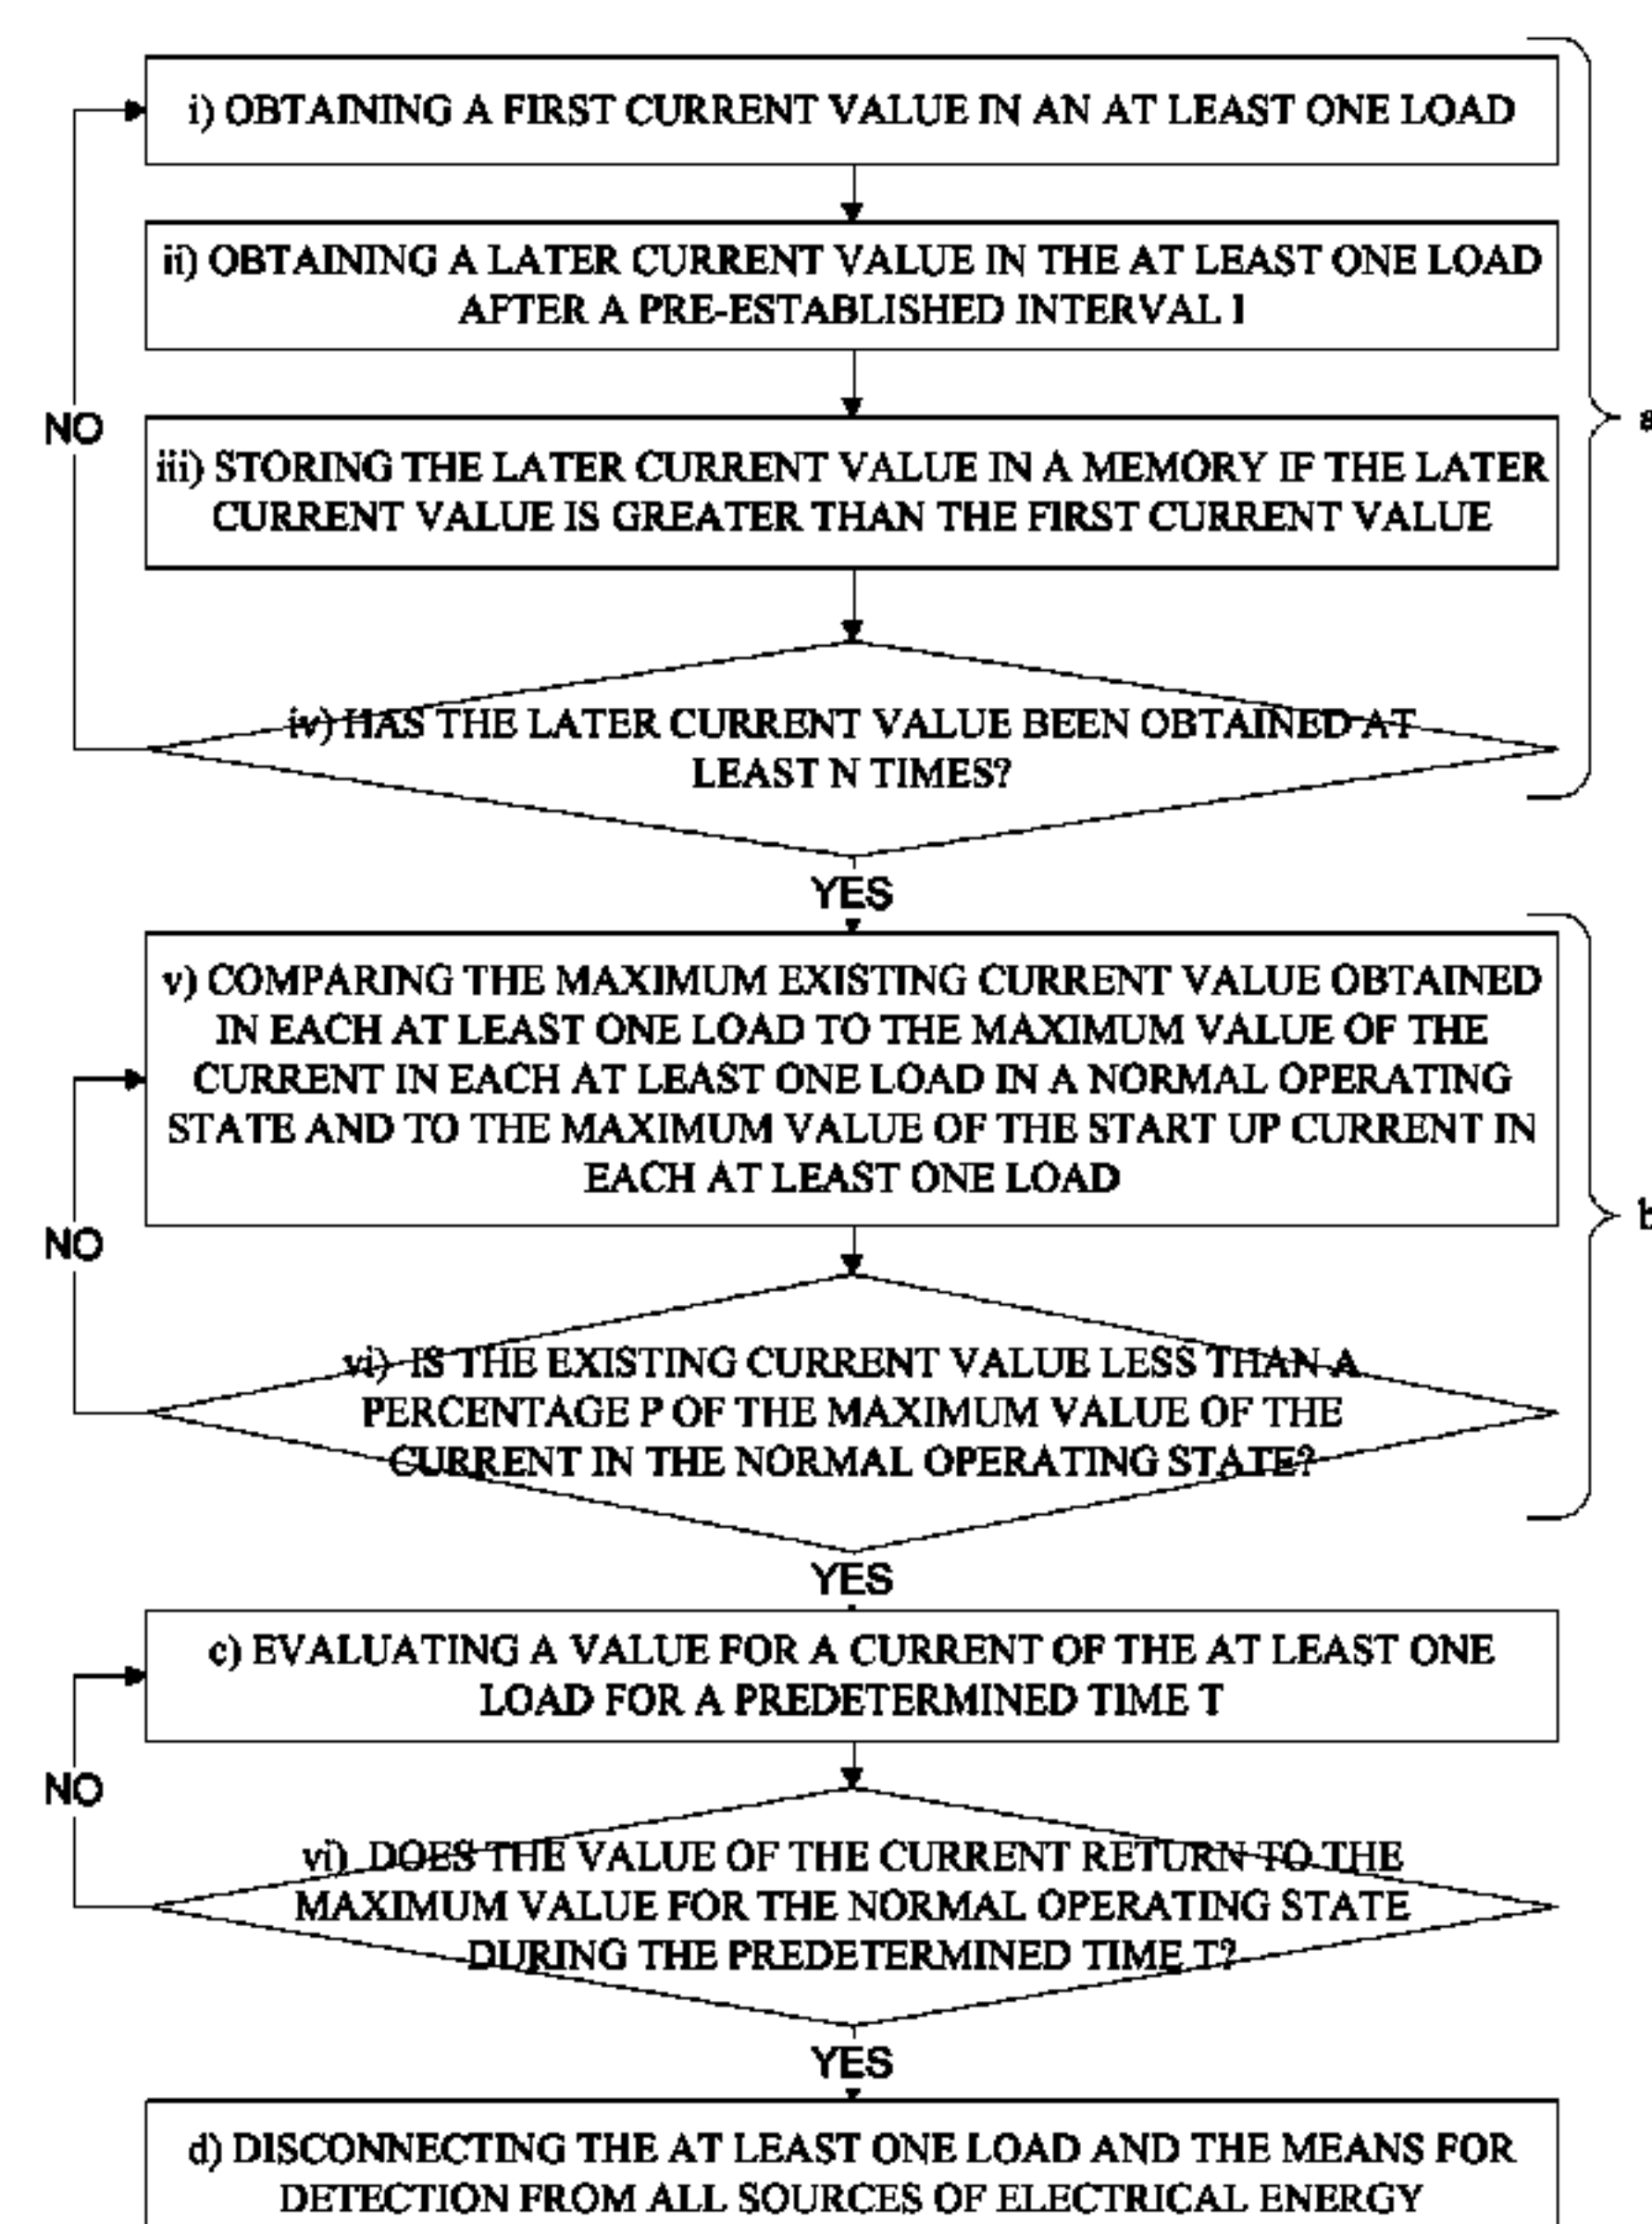 i) OBTAINING A FIRST CURRENT VALUE IN AN AT LEAST ONE LOAD
ii) OBTAINING A LATER CURRENT VALUE IN THE AT LEAST ONE LOAD
AFTER A PRE-ESTABLISHED INTERVAL I
NO
a
iii) STORING THE LATER CURRENT VALUE IN A MEMORY IF THE LATER
CURRENT VALUE IS GREATER THAN THE FIRST CURRENT VALUE
iv) HAS THE LATER CURRENT VALUE BEEN OBTAINED AT
LEAST N TIMES?
YES
v) COMPARING THE MAXIMUM EXISTING CURRENT VALUE OBTAINED
IN EACH AT LEAST ONE LOAD TO THE MAXIMUM VALUE OF THE
CURRENT IN EACH AT LEAST ONE LOAD IN A NORMAL OPERATING
STATE AND TO THE MAXIMUM VALUE OF THE START UP CURRENT IN
EACH AT LEAST ONE LOAD
b
NO
vi) IS THE EXISTING CURRENT VALUE LESS THAN A
PERCENTAGE P OF THE MAXIMUM VALUE OF THE
CURRENT IN THE NORMAL OPERATING STATE?
YES
c) EVALUATING A VALUE FOR A CURRENT OF THE AT LEAST ONE
LOAD FOR A PREDETERMINED TIME T
NO
vi) DOES THE VALUE OF THE CURRENT RETURN TO THE
MAXIMUM VALUE FOR THE NORMAL OPERATING STATE
DURING THE PREDETERMINED TIME T?
YES
d) DISCONNECTING THE AT LEAST ONE LOAD AND THE MEANS FOR
DETECTION FROM ALL SOURCES OF ELECTRICAL ENERGY